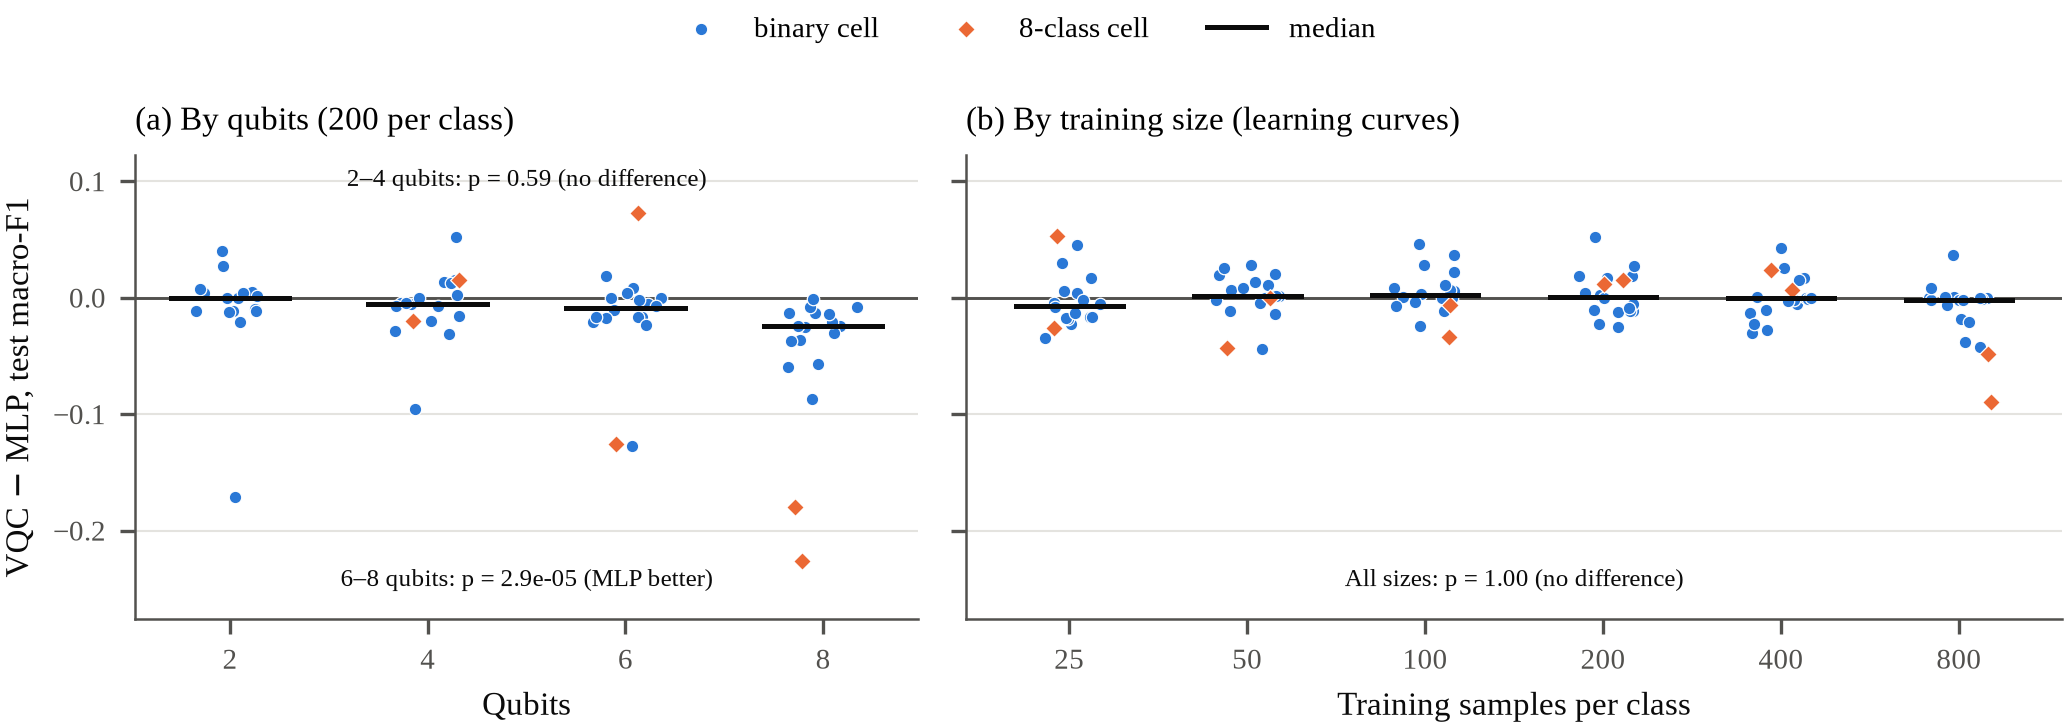 binary cell
8-class cell
median
(a) By qubits (200 per class)
(b) By training size (learning curves)
VQC − MLP, test macro-F1
0.1
0.0
−0.1
−0.2
2–4 qubits: p = 0.59 (no difference)
6–8 qubits: p = 2.9e-05 (MLP better)
All sizes: p = 1.00 (no difference)
2
4
6
8
25
50
100
200
400
800
Qubits
Training samples per class